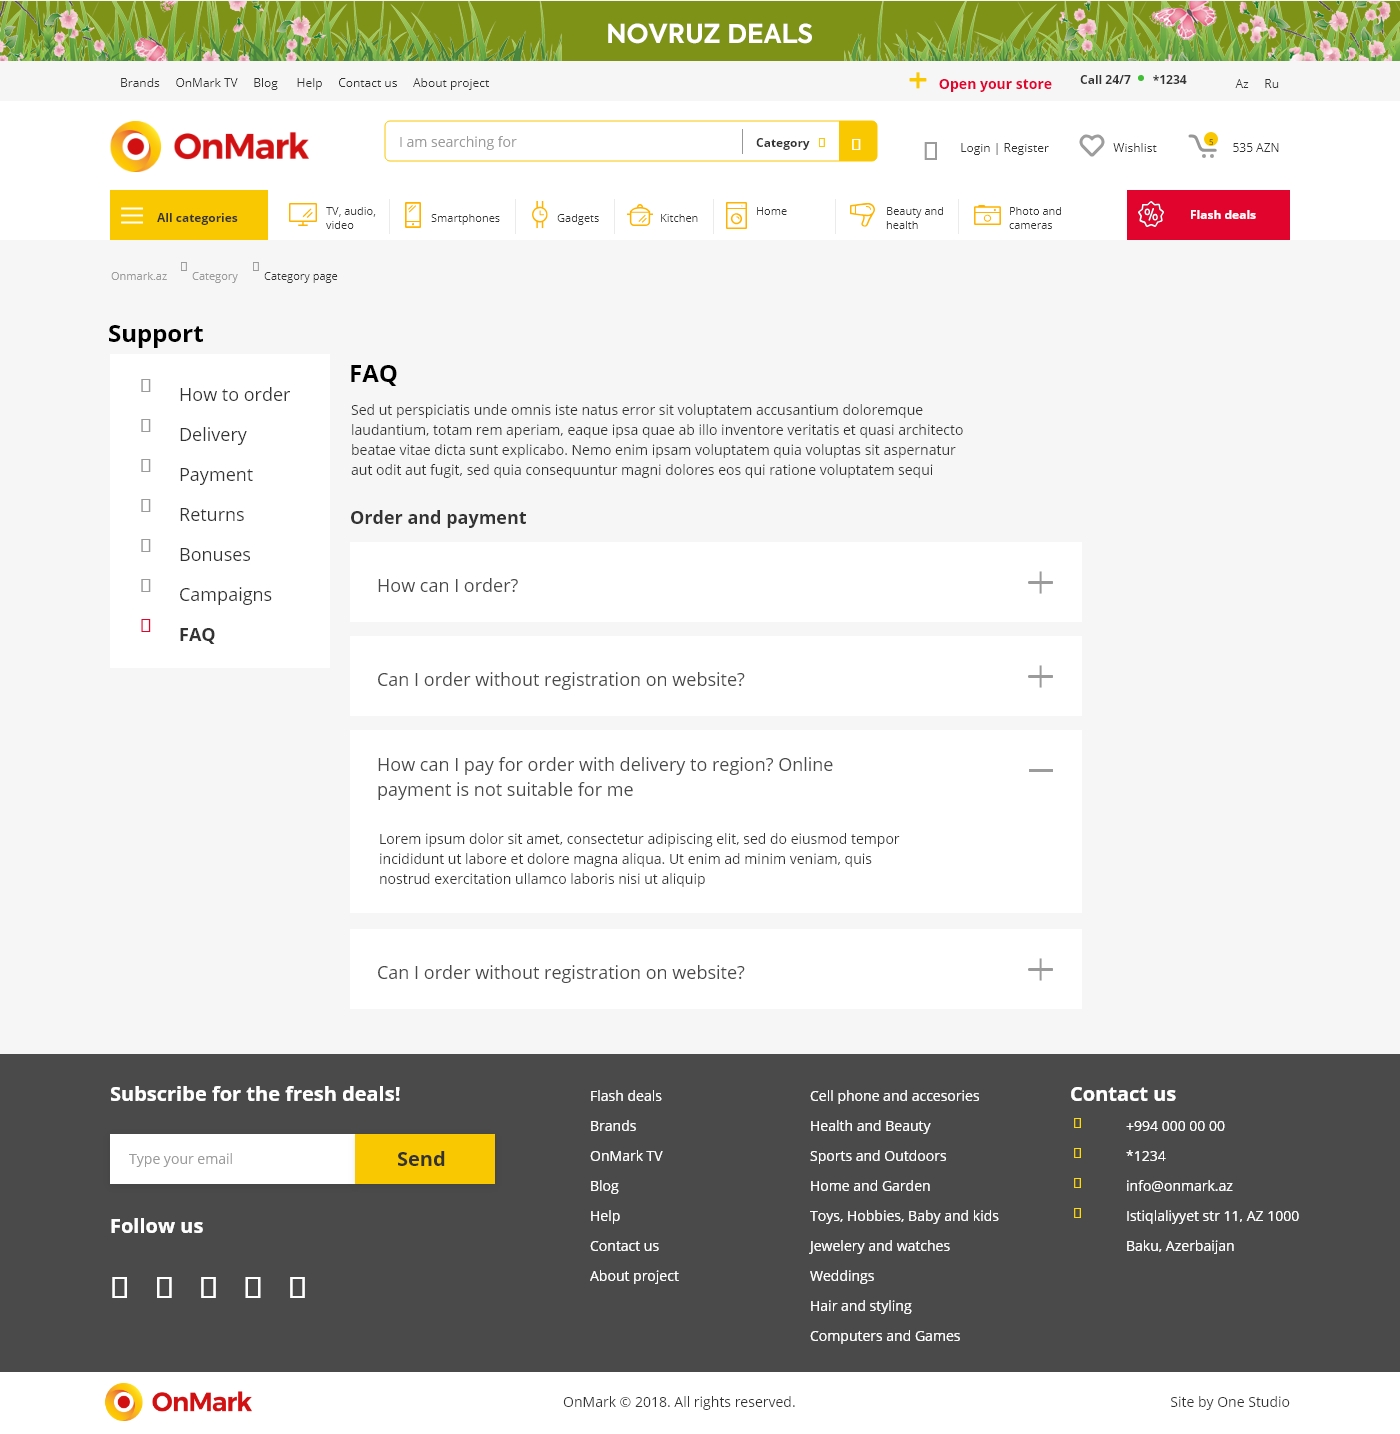 NOVRUZ DEALS
Brands OnMark TV Blog Help Contact us About project
Open your store
Call 24/7 *1234
Az Ru
OnMark
I am searching for
Category
Login | Register
Wishlist
5
535 AZN
All categories
TV, audio,
video
Smartphones
Gadgets
Kitchen
Home
Beauty and
health
Photo and
cameras
%
Flash deals
Onmark.az Category Category page
Support
How to order
Delivery
Payment
Returns
Bonuses
Campaigns
FAQ
FAQ
Sed ut perspiciatis unde omnis iste natus error sit voluptatem accusantium doloremque
laudantium, totam rem aperiam, eaque ipsa quae ab illo inventore veritatis et quasi architecto
beatae vitae dicta sunt explicabo. Nemo enim ipsam voluptatem quia voluptas sit aspernatur
aut odit aut fugit, sed quia consequuntur magni dolores eos qui ratione voluptatem sequi
Order and payment
How can I order?
Can I order without registration on website?
How can I pay for order with delivery to region? Online
payment is not suitable for me
Lorem ipsum dolor sit amet, consectetur adipiscing elit, sed do eiusmod tempor
incididunt ut labore et dolore magna aliqua. Ut enim ad minim veniam, quis
nostrud exercitation ullamco laboris nisi ut aliquip
Can I order without registration on website?
Subscribe for the fresh deals!
Type your email
Send
Follow us
Flash deals
Brands
OnMark TV
Blog
Help
Contact us
About project
Cell phone and accesories
Health and Beauty
Sports and Outdoors
Home and Garden
Toys, Hobbies, Baby and kids
Jewelery and watches
Weddings
Hair and styling
Computers and Games
Contact us
+994 000 00 00
*1234
info@onmark.az
Istiqlaliyyet str 11, AZ 1000
Baku, Azerbaijan
OnMark
OnMark © 2018. All rights reserved.
Site by One Studio